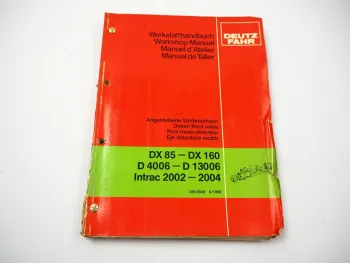 Werkstatthandbuch
Workshop Manual
Manuel d'Atelier
Manual de Taller
DEUTZ
FAHR
Angetriebene Vorderachsen
Driven front axles
Pont moto-directeur
Eje delantero motriz
DX 85 – DX 160
D 4006 – D 13006
Intrac 2002 – 2004